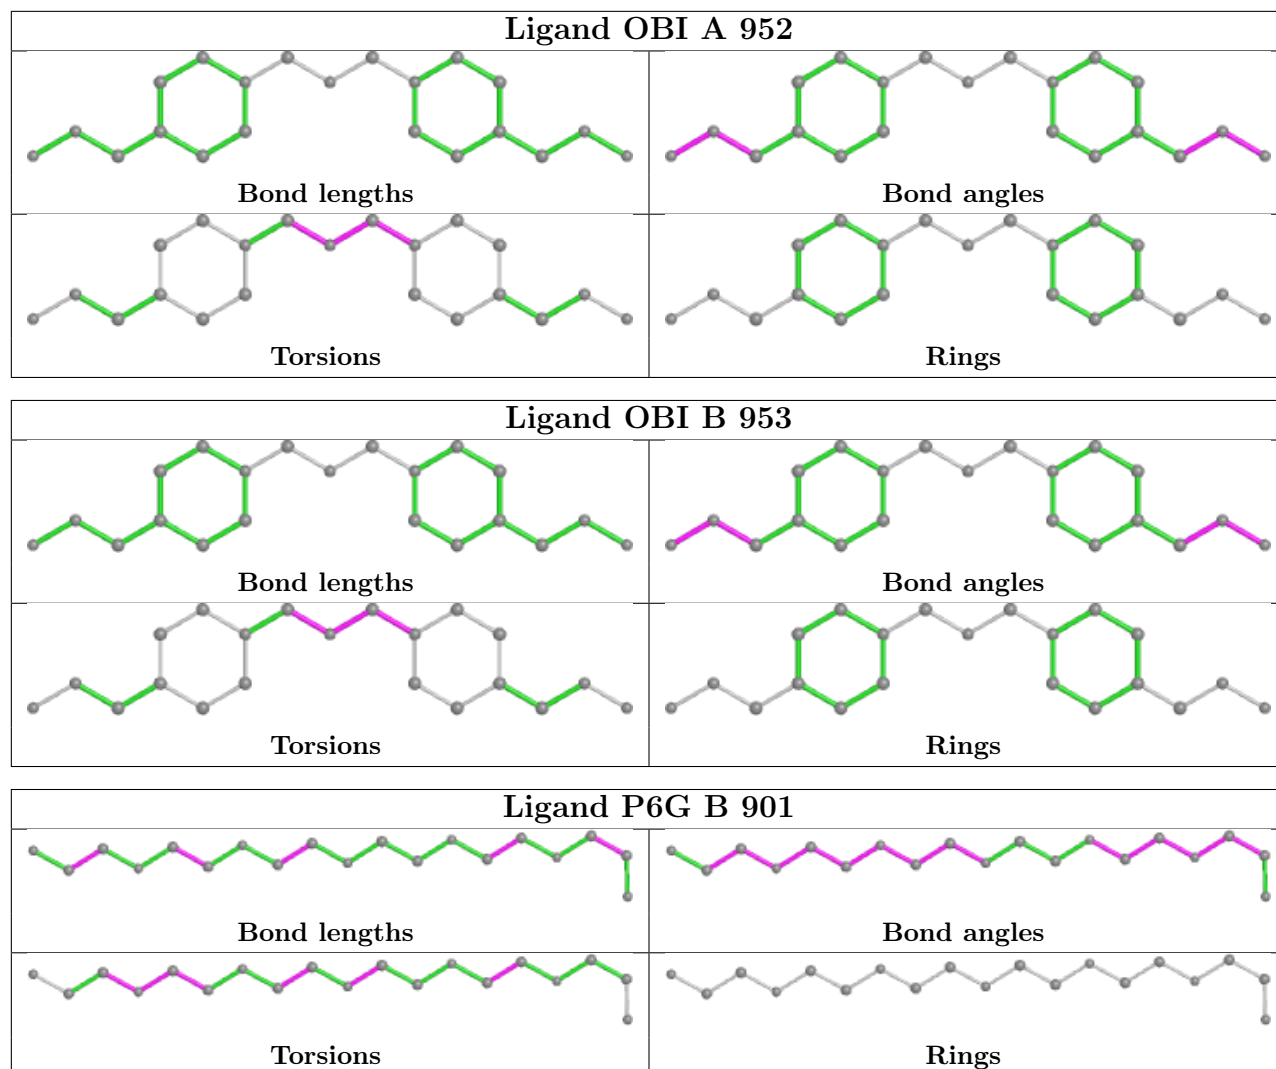 Ligand OBI A 952
Bond lengths
Bond angles
Torsions
Rings
Ligand OBI B 953
Bond lengths
Bond angles
Torsions
Rings
Ligand P6G B 901
Bond lengths
Bond angles
Torsions
Rings